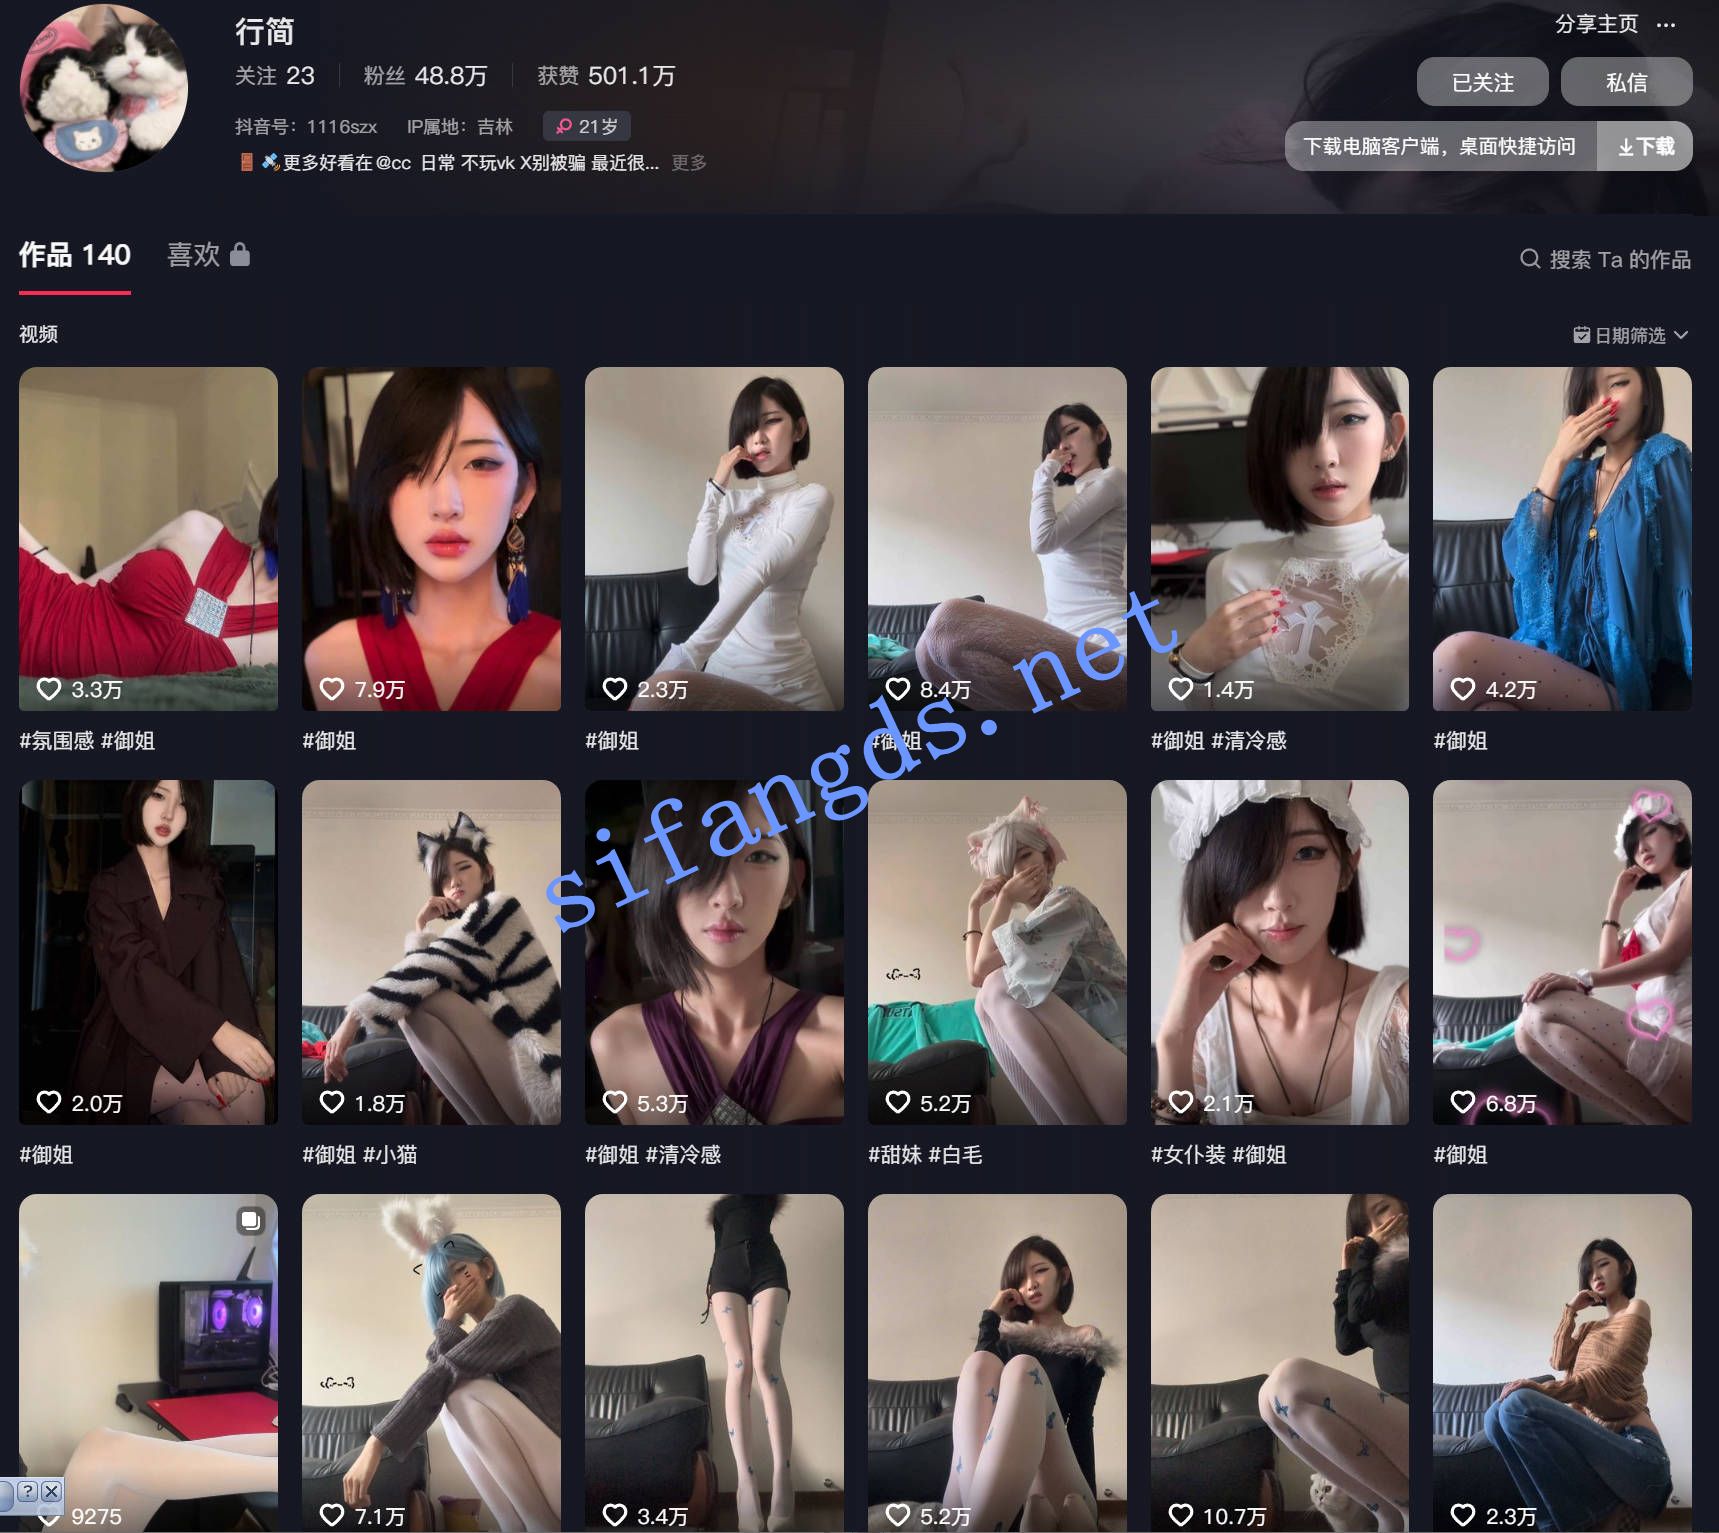 行简
分享主页 ···
关注 23 粉丝 48.8万 获赞 501.1万
已关注 私信
抖音号：1116szx IP属地：吉林 21岁
下载电脑客户端，桌面快捷访问 下载
更多好看在@cc 日常 不玩vk X别被骗 最近很... 更多
作品 140 喜欢
搜索 Ta 的作品
视频
日期筛选
3.3万 7.9万 2.3万 8.4万 1.4万 4.2万
#氛围感 #御姐 #御姐 #御姐 #御姐 #御姐 #清冷感 #御姐
sifangds.net
2.0万 1.8万 5.3万 5.2万 2.1万 6.8万
#御姐 #御姐 #小猫 #御姐 #清冷感 #甜妹 #白毛 #女仆装 #御姐 #御姐
?
9275 7.1万 3.4万 5.2万 10.7万 2.3万